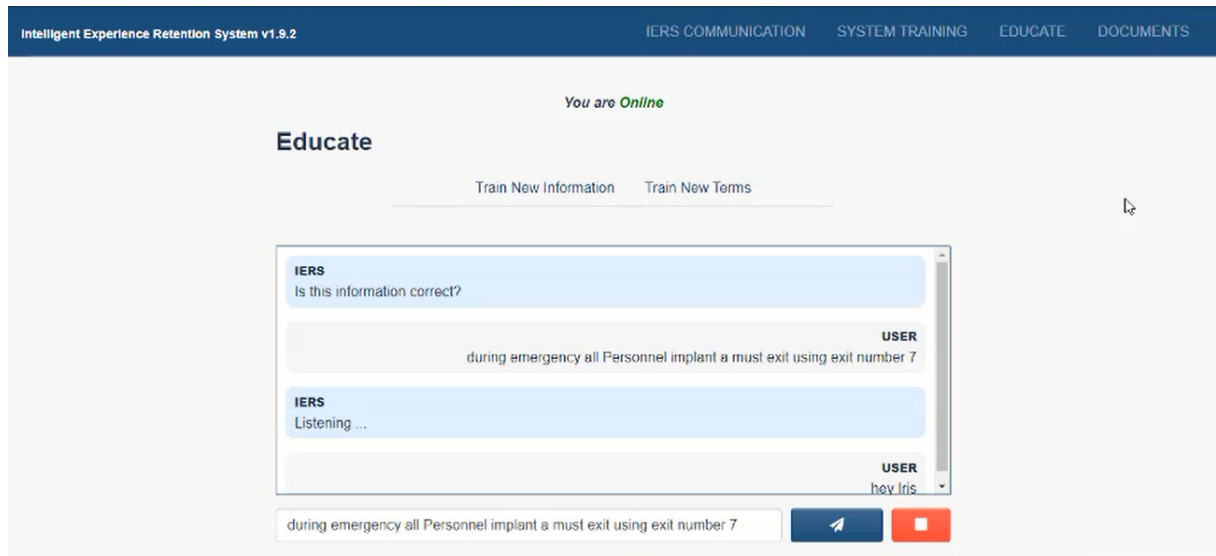 Intelligent Experience Retention System v1.9.2
IERS COMMUNICATION SYSTEM TRAINING EDUCATE DOCUMENTS
You are Online
Educate
Train New Information Train New Terms
IERS
Is this information correct?
USER
during emergency all Personnel implant a must exit using exit number 7
IERS
Listening ...
USER
hey Iris
during emergency all Personnel implant a must exit using exit number 7